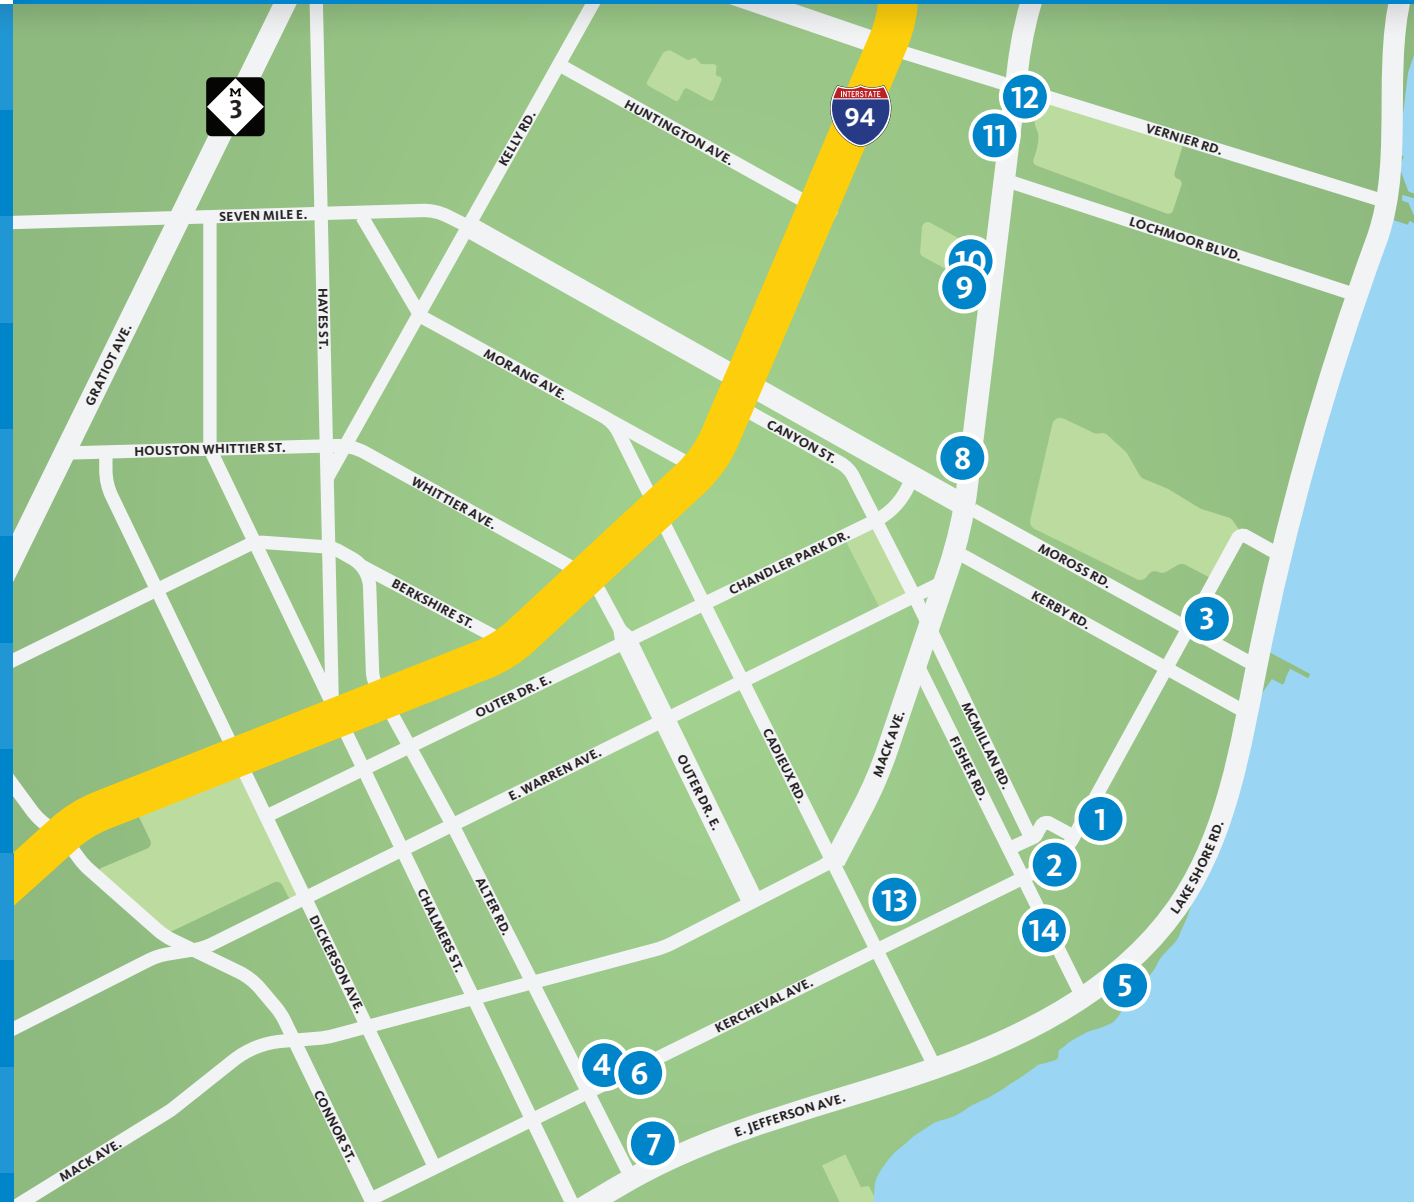 M
3
INTERSTATE
94
12
11
VERNIER RD.
HUNTINGTON AVE.
KELLY RD.
SEVEN MILE E.
LOCHMOOR BLVD.
10
9
HAYES ST.
GRATIOT AVE.
MORANG AVE.
CANYON ST.
8
HOUSTON WHITTIER ST.
WHITTIER AVE.
CHANDLER PARK DR.
MOROSS RD.
BERKSHIRE ST.
KERBY RD.
3
OUTER DR. E.
MACK AVE.
MCMILLAN RD.
CADIEUX RD.
FISHER RD.
E. WARREN AVE.
OUTER DR. E.
1
2
LAKE SHORE RD.
13
ALTER RD.
CHALMERS ST.
14
DICKERSON AVE.
5
KERCHEVAL AVE.
4
6
CONNOR ST.
E. JEFFERSON AVE.
7
MACK AVE.